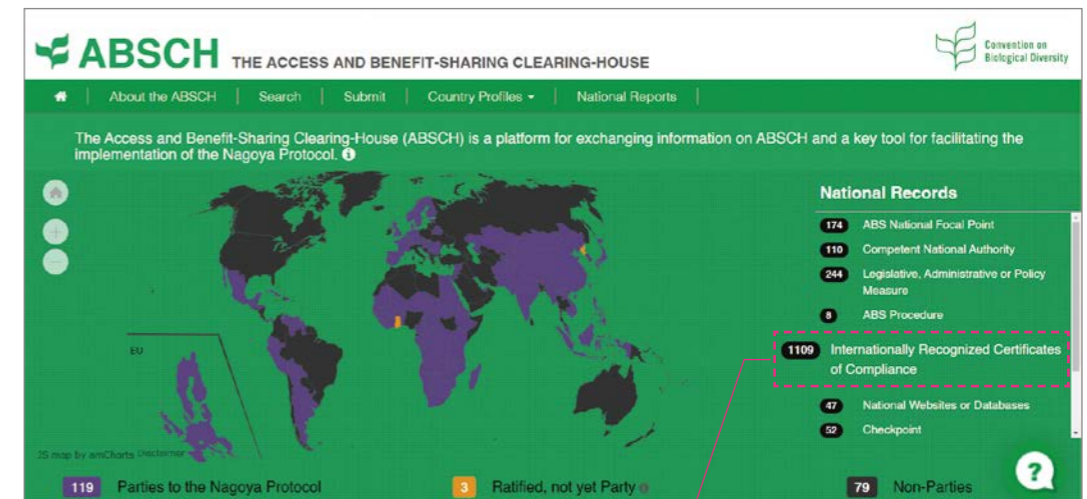 ABSCH THE ACCESS AND BENEFIT-SHARING CLEARING-HOUSE
Convention on
Biological Diversity
About the ABSCH | Search | Submit | Country Profiles | National Reports |
The Access and Benefit-Sharing Clearing-House (ABSCH) is a platform for exchanging information on ABSCH and a key tool for facilitating the
implementation of the Nagoya Protocol.
National Records
174 ABS National Focal Point
110 Competent National Authority
244 Legislative, Administrative or Policy
Measure
8 ABS Procedure
1109 Internationally Recognized Certificates
of Compliance
47 National Websites or Databases
52 Checkpoint
EU
JS map by amCharts Disclaimer
119 Parties to the Nagoya Protocol
3 Ratified, not yet Party
79 Non-Parties
?